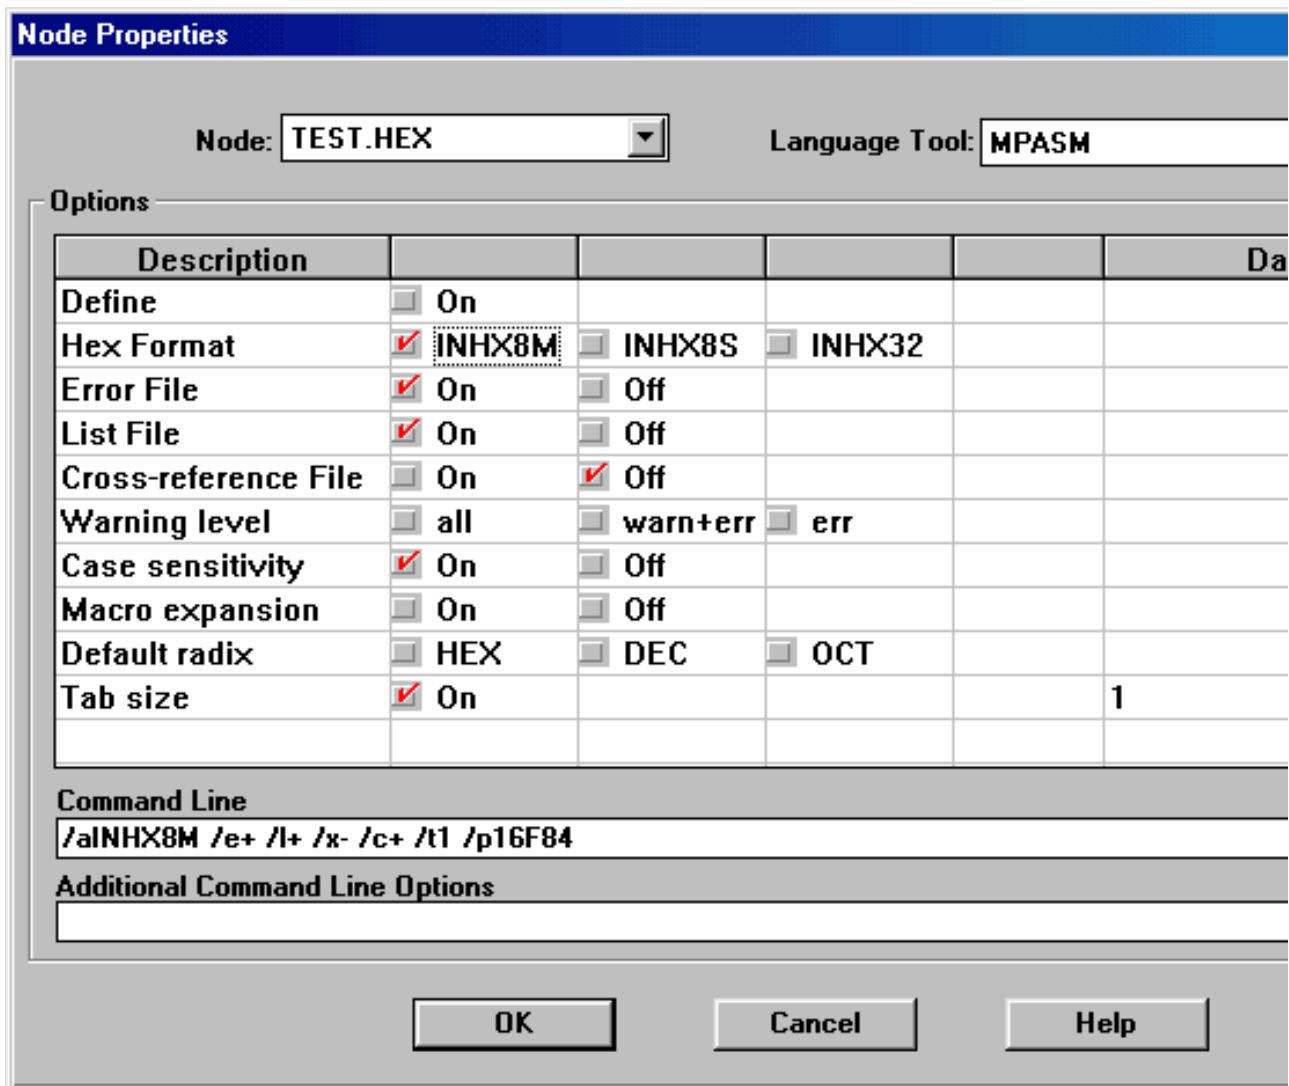 Node Properties
Node: TEST.HEX Language Tool: MPASM
Options
Description Da
Define On
Hex Format INHX8M INHX8S INHX32
Error File On Off
List File On Off
Cross-reference File On Off
Warning level all warn+err err
Case sensitivity On Off
Macro expansion On Off
Default radix HEX DEC OCT
Tab size On 1
Command Line
/aINHX8M /e+ /l+ /x- /c+ /t1 /p16F84
Additional Command Line Options
OK Cancel Help